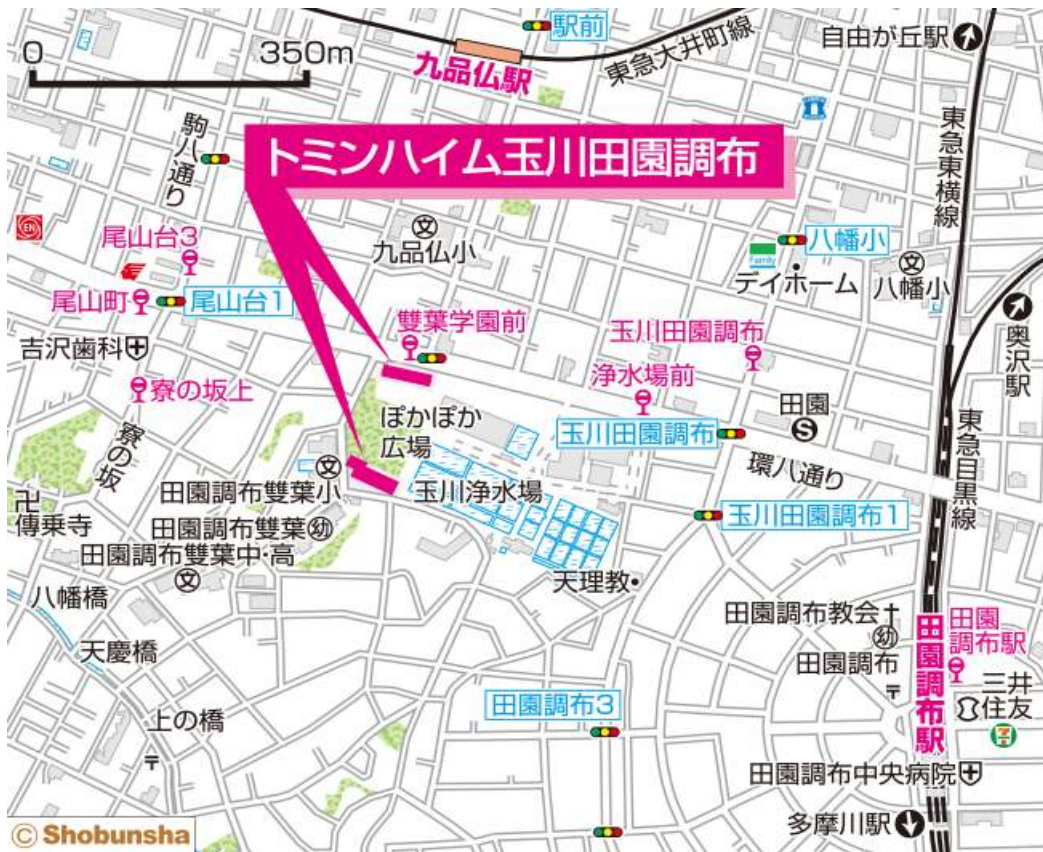 駅前
0
350m
自由が丘駅
九品仏駅
東急大井町線
東急東横線
駒八通り
トミンハイム玉川田園調布
EN
尾山台3
九品仏小
八幡小
Family
デイホーム
八幡小
尾山町
尾山台1
奥沢駅
雙葉学園前
玉川田園調布
吉沢歯科
浄水場前
寮の坂上
田園
S
東急目黒線
ぽかぽか
広場
玉川田園調布
環八通り
寮の坂
田園調布雙葉小
文
玉川浄水場
玉川田園調布1
傳乗寺
田園調布雙葉幼
田園調布雙葉中・高
文
天理教
八幡橋
田園調布教会
幼
田園
調布駅
田園調布駅
天慶橋
田園調布
〒
三井
住友
田園調布3
上の橋
〒
田園調布中央病院
多摩川駅
© Shobunsha